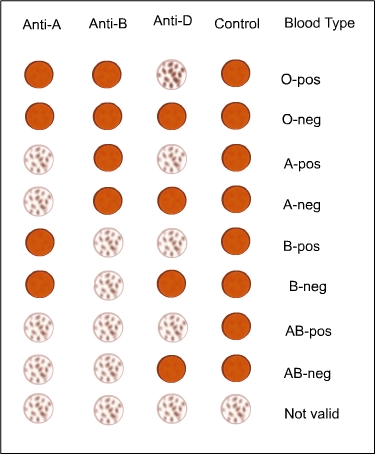 Anti-A Anti-B Anti-D Control Blood Type
O-pos
O-neg
A-pos
A-neg
B-pos
B-neg
AB-pos
AB-neg
Not valid